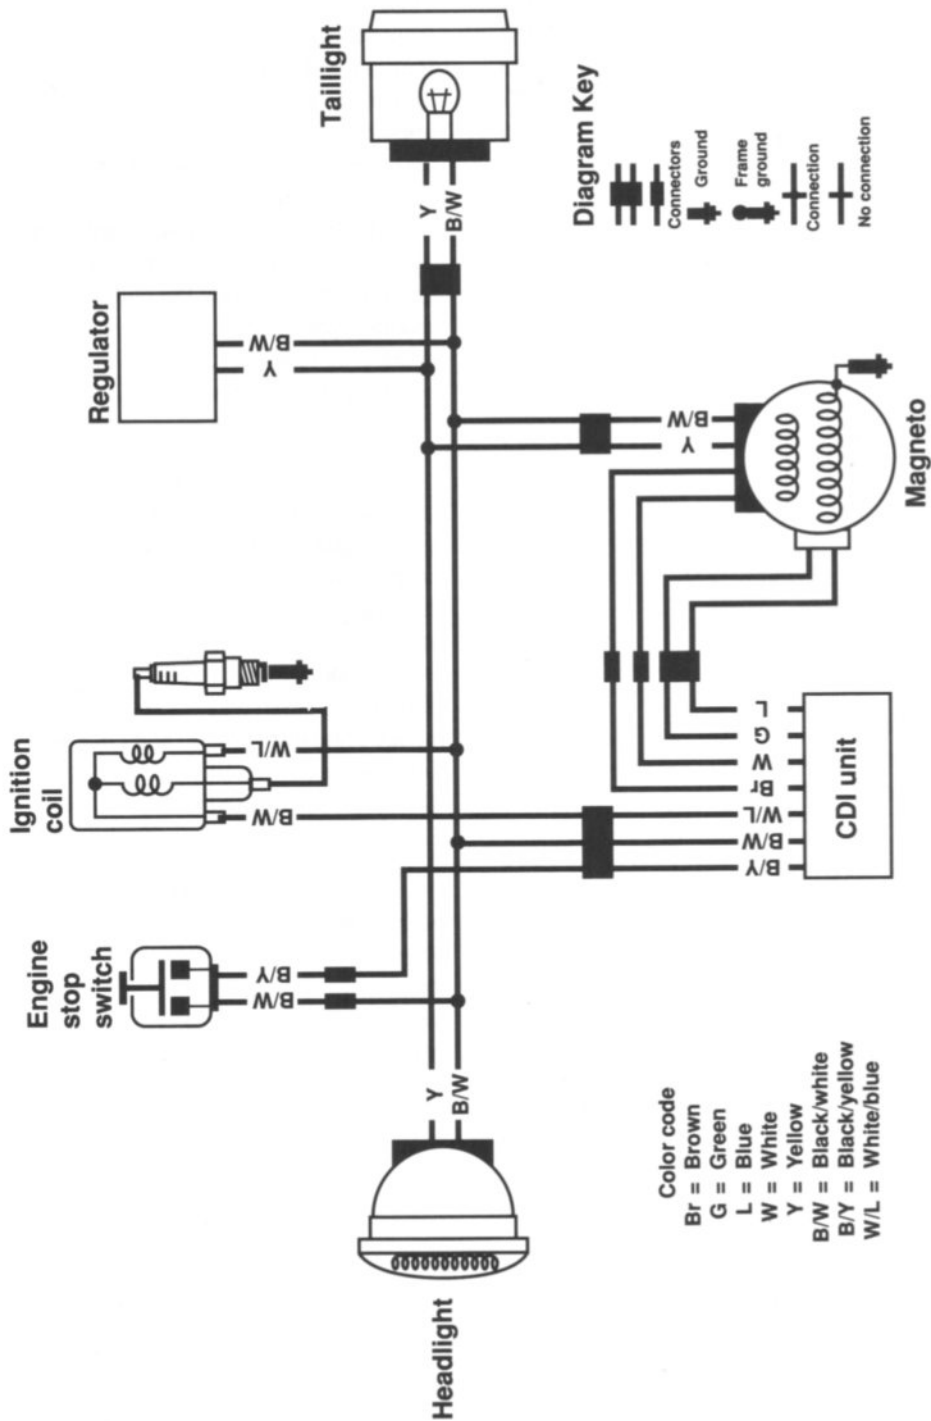 Headlight
Y
B/W
Engine
stop
switch
B/W
B/Y
Ignition
coil
B/W
W/L
Regulator
Y
B/W
Taillight
Y
B/W
B/Y
B/W
W/L
Br
W
G
L
CDI unit
Y
B/W
Magneto
Diagram Key
Connectors
Ground
Frame
ground
Connection
No connection
Color code
Br = Brown
G = Green
L = Blue
W = White
Y = Yellow
B/W = Black/white
B/Y = Black/yellow
W/L = White/blue